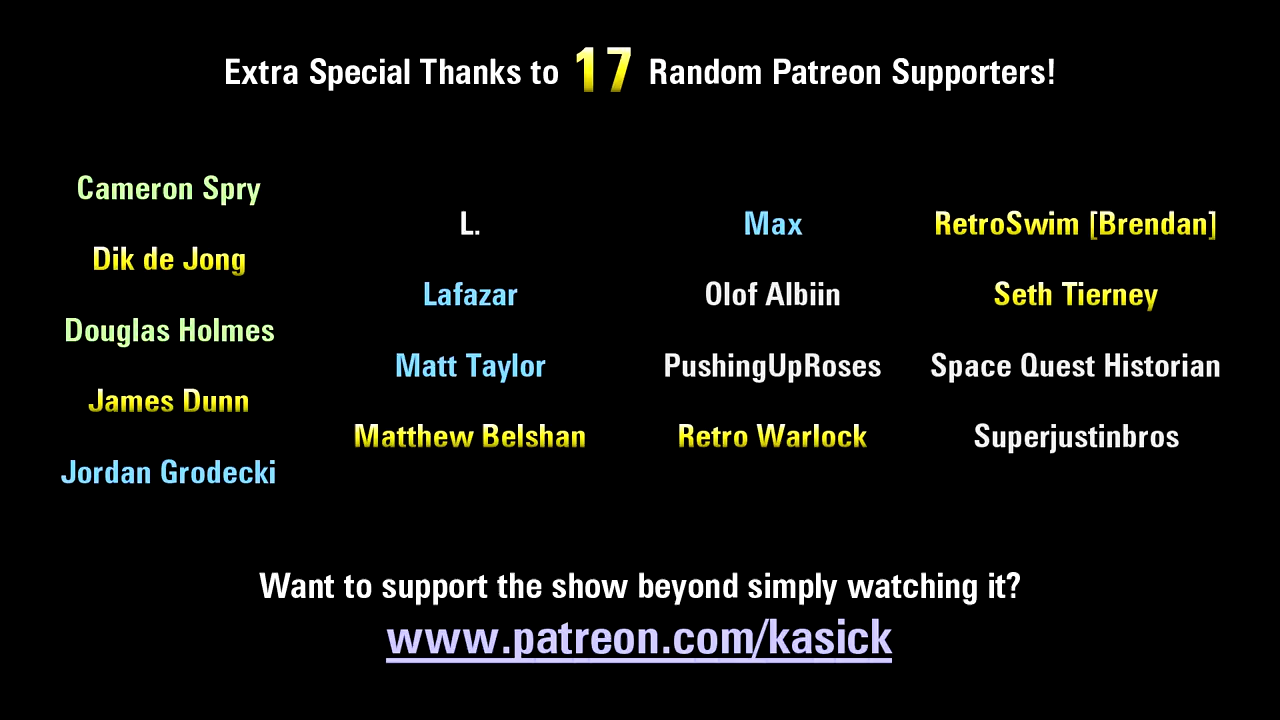 Extra Special Thanks to 17 Random Patreon Supporters!
Cameron Spry
Dik de Jong
Douglas Holmes
James Dunn
Jordan Grodecki
L.
Lafazar
Matt Taylor
Matthew Belshan
Max
Olof Albiin
PushingUpRoses
Retro Warlock
RetroSwim [Brendan]
Seth Tierney
Space Quest Historian
Superjustinbros
Want to support the show beyond simply watching it?
www.patreon.com/kasick